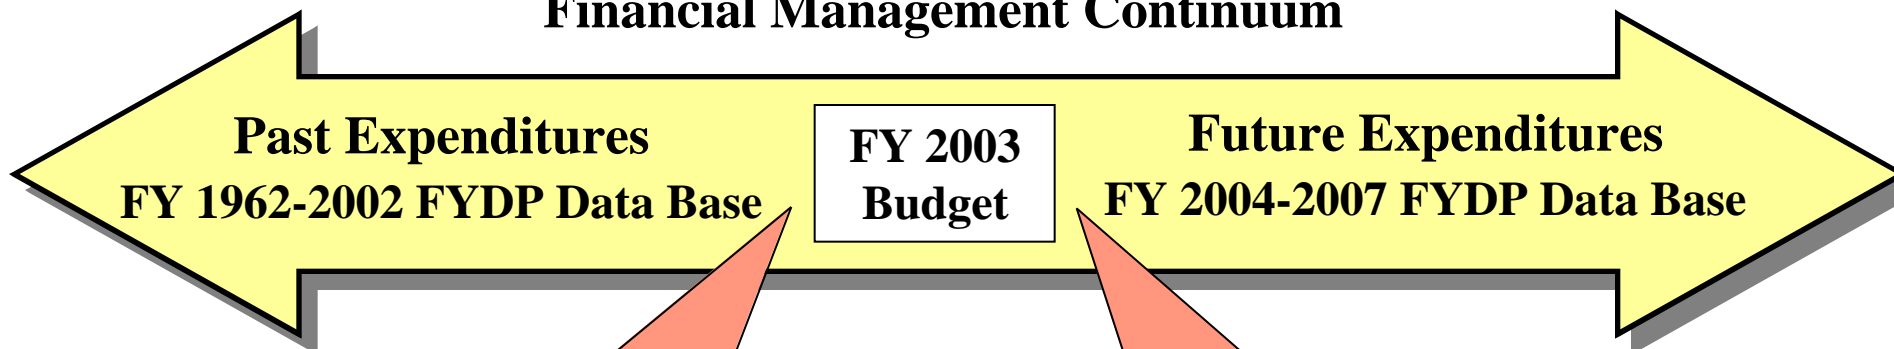 Financial Management Continuum
Past Expenditures
FY 1962-2002 FYDP Data Base
FY 2003
Budget
Future Expenditures
FY 2004-2007 FYDP Data Base